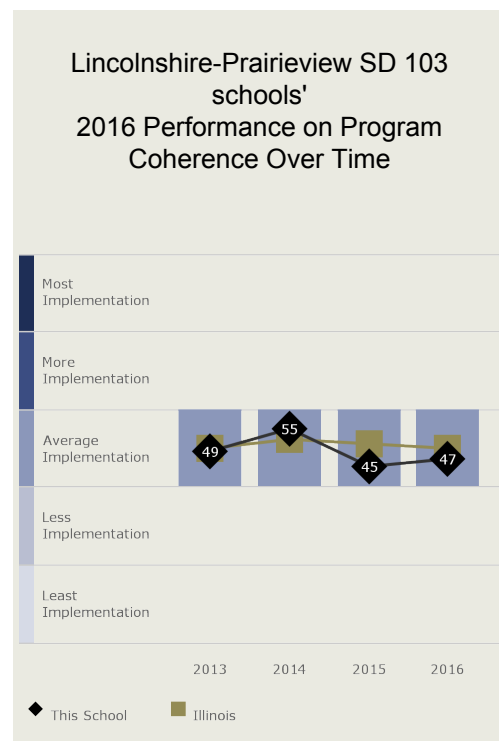 Lincolnshire-Prairieview SD 103
schools'
2016 Performance on Program
Coherence Over Time
Most
Implementation
More
Implementation
Average
Implementation
49
55
45
47
Less
Implementation
Least
Implementation
2013 2014 2015 2016
This School Illinois